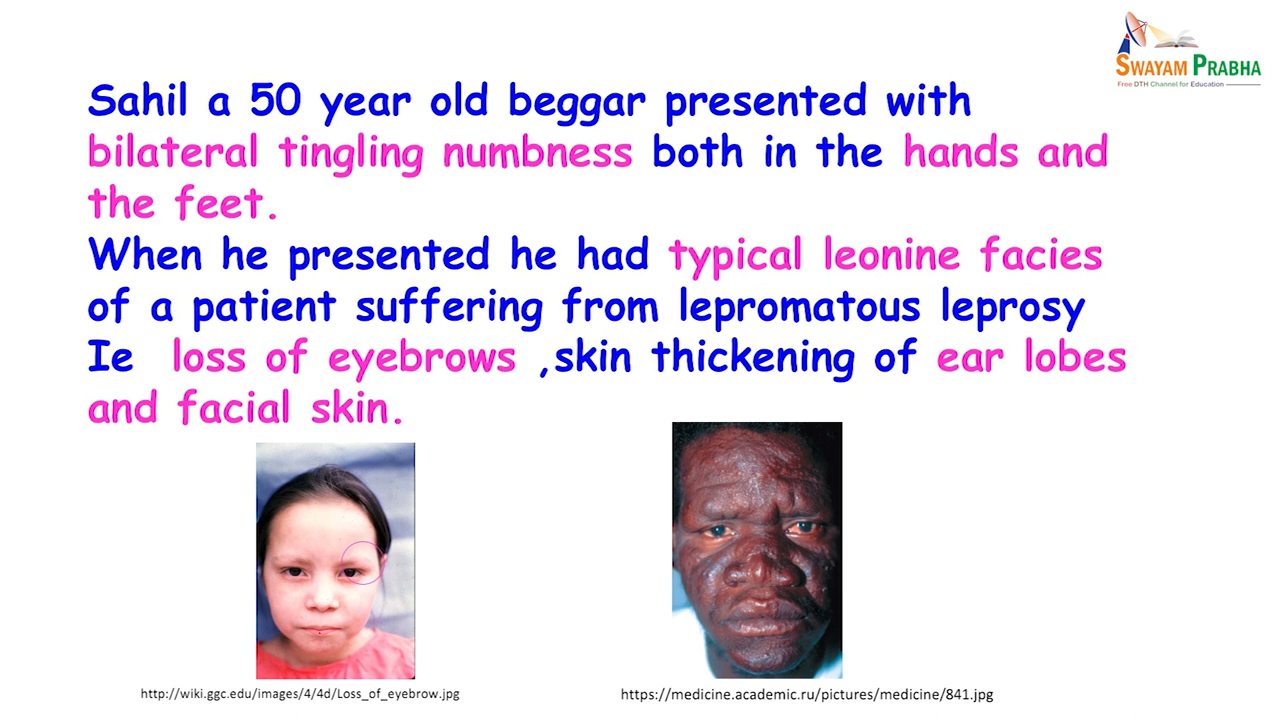 SWAYAM PRABHA
Free DTH Channel for Education
Sahil a 50 year old beggar presented with
bilateral tingling numbness both in the hands and
the feet.
When he presented he had typical leonine facies
of a patient suffering from lepromatous leprosy
Ie loss of eyebrows ,skin thickening of ear lobes
and facial skin.
http://wiki.ggc.edu/images/4/4d/Loss_of_eyebrow.jpg
https://medicine.academic.ru/pictures/medicine/841.jpg